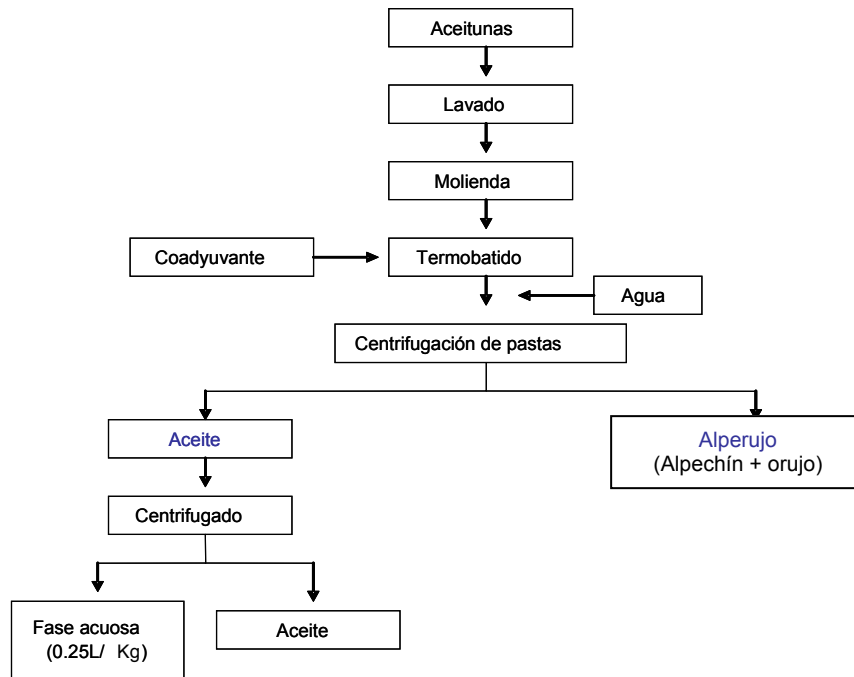 Aceitunas
Lavado
Molienda
Coadyuvante
Termobatido
Agua
Centrifugación de pastas
Aceite
Alperujo
(Alpechín + orujo)
Centrifugado
Fase acuosa
(0.25L/ Kg)
Aceite